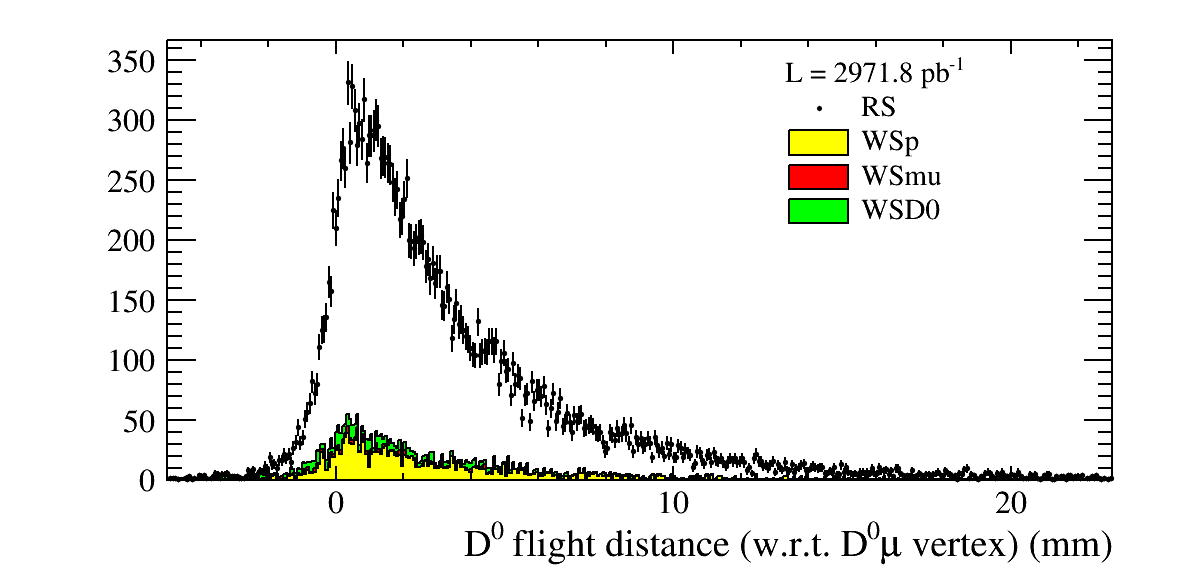 350
300
250
200
150
100
50
0
L = 2971.8 pb⁻¹
RS
WSp
WSmu
WSD0
0 10 20
D⁰ flight distance (w.r.t. D⁰μ vertex) (mm)